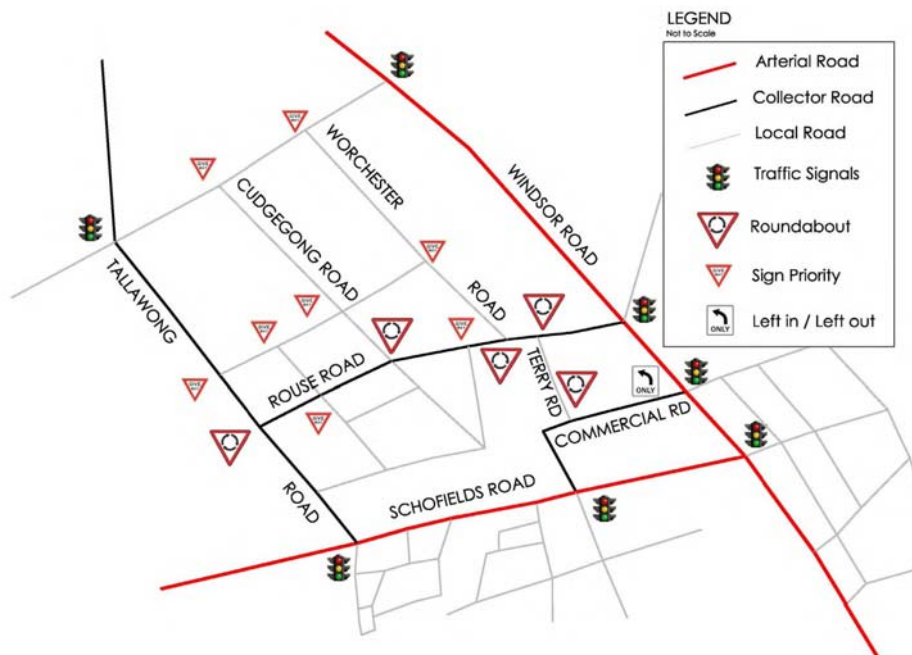 LEGEND
Not to Scale
Arterial Road
Collector Road
Local Road
Traffic Signals
Roundabout
Sign Priority
ONLY
Left in / Left out
WORCHESTER
ROAD
CUDGEGONG ROAD
WINDSOR ROAD
TALLAWONG
ROAD
ROUSE ROAD
TERRY RD
ONLY
COMMERCIAL RD
SCHOFIELDS ROAD